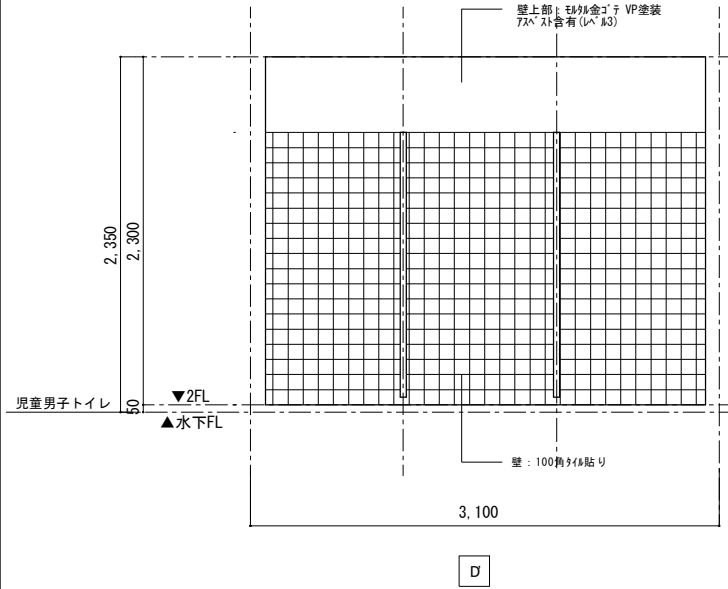 壁上部：ﾓﾙﾀﾙ金ｺﾞﾃ VP塗装
ｱｽﾍﾞｽﾄ含有(ﾚﾍﾞﾙ3)
2,350
2,300
50
児童男子トイレ
▼2FL
▲水下FL
壁：100角ﾀｲﾙ貼り
3,100
D'